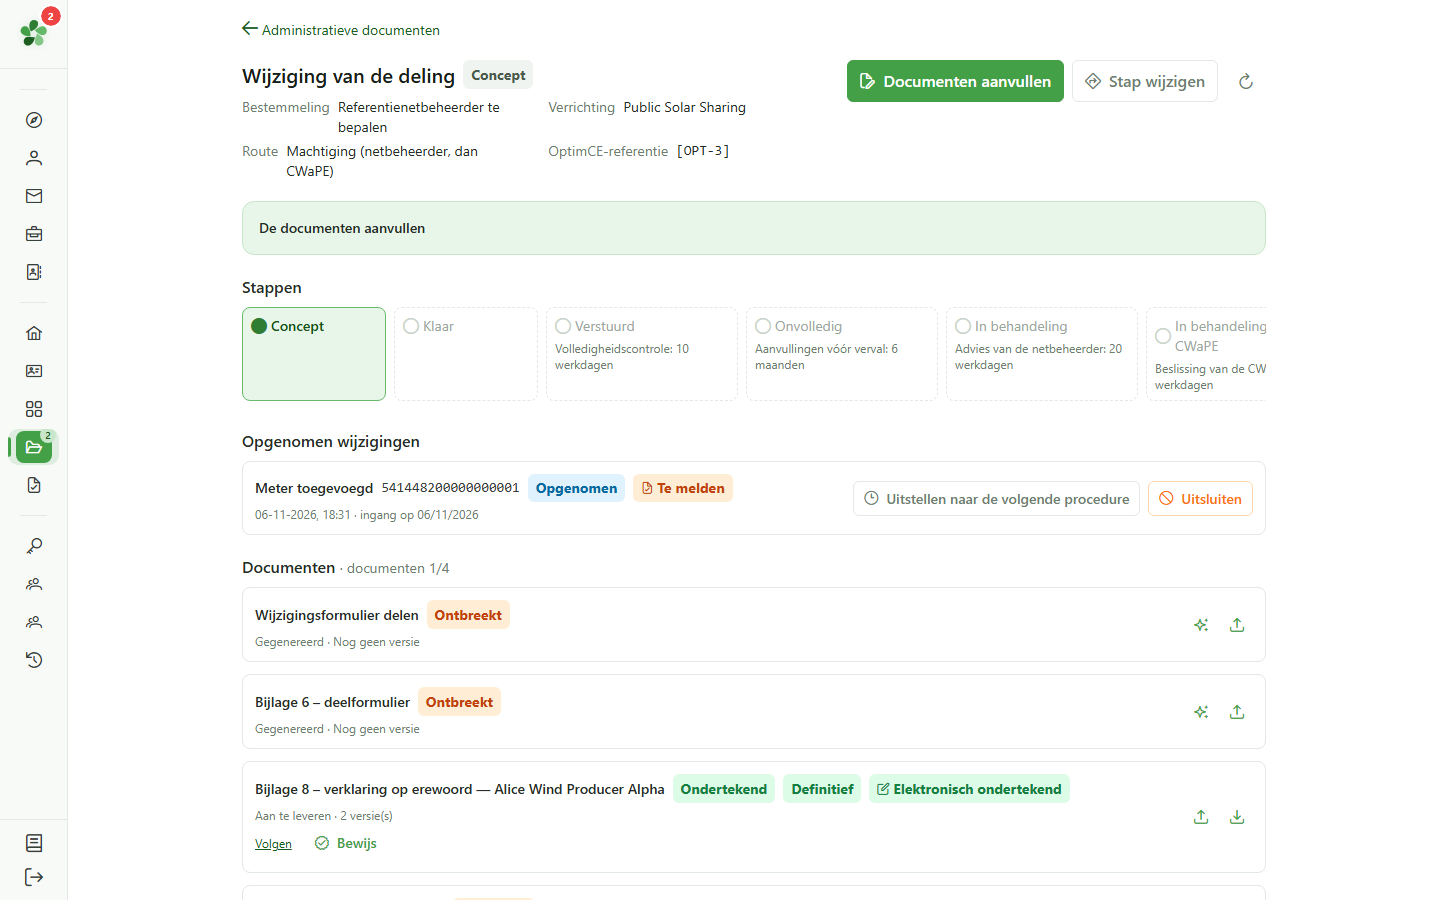 2
Administratieve documenten
Wijziging van de deling Concept
Documenten aanvullen
Stap wijzigen
Bestemmeling Referentienetbeheerder te bepalen
Verrichting Public Solar Sharing
Route Machtiging (netbeheerder, dan CWaPE)
OptimCE-referentie [OPT-3]
De documenten aanvullen
Stappen
Concept
Klaar
Verstuurd
Volledigheidscontrole: 10 werkdagen
Onvolledig
Aanvullingen vóór verval: 6 maanden
In behandeling
Advies van de netbeheerder: 20 werkdagen
In behandeling CWaPE
Beslissing van de CW
werkdagen
2
Opgenomen wijzigingen
Meter toegevoegd 541448200000000001 Opgenomen Te melden
06-11-2026, 18:31 · ingang op 06/11/2026
Uitstellen naar de volgende procedure
Uitsluiten
Documenten · documenten 1/4
Wijzigingsformulier delen Ontbreekt
Gegenereerd · Nog geen versie
Bijlage 6 – deelformulier Ontbreekt
Gegenereerd · Nog geen versie
Bijlage 8 – verklaring op erewoord — Alice Wind Producer Alpha Ondertekend Definitief Elektronisch ondertekend
Aan te leveren · 2 versie(s)
Volgen Bewijs